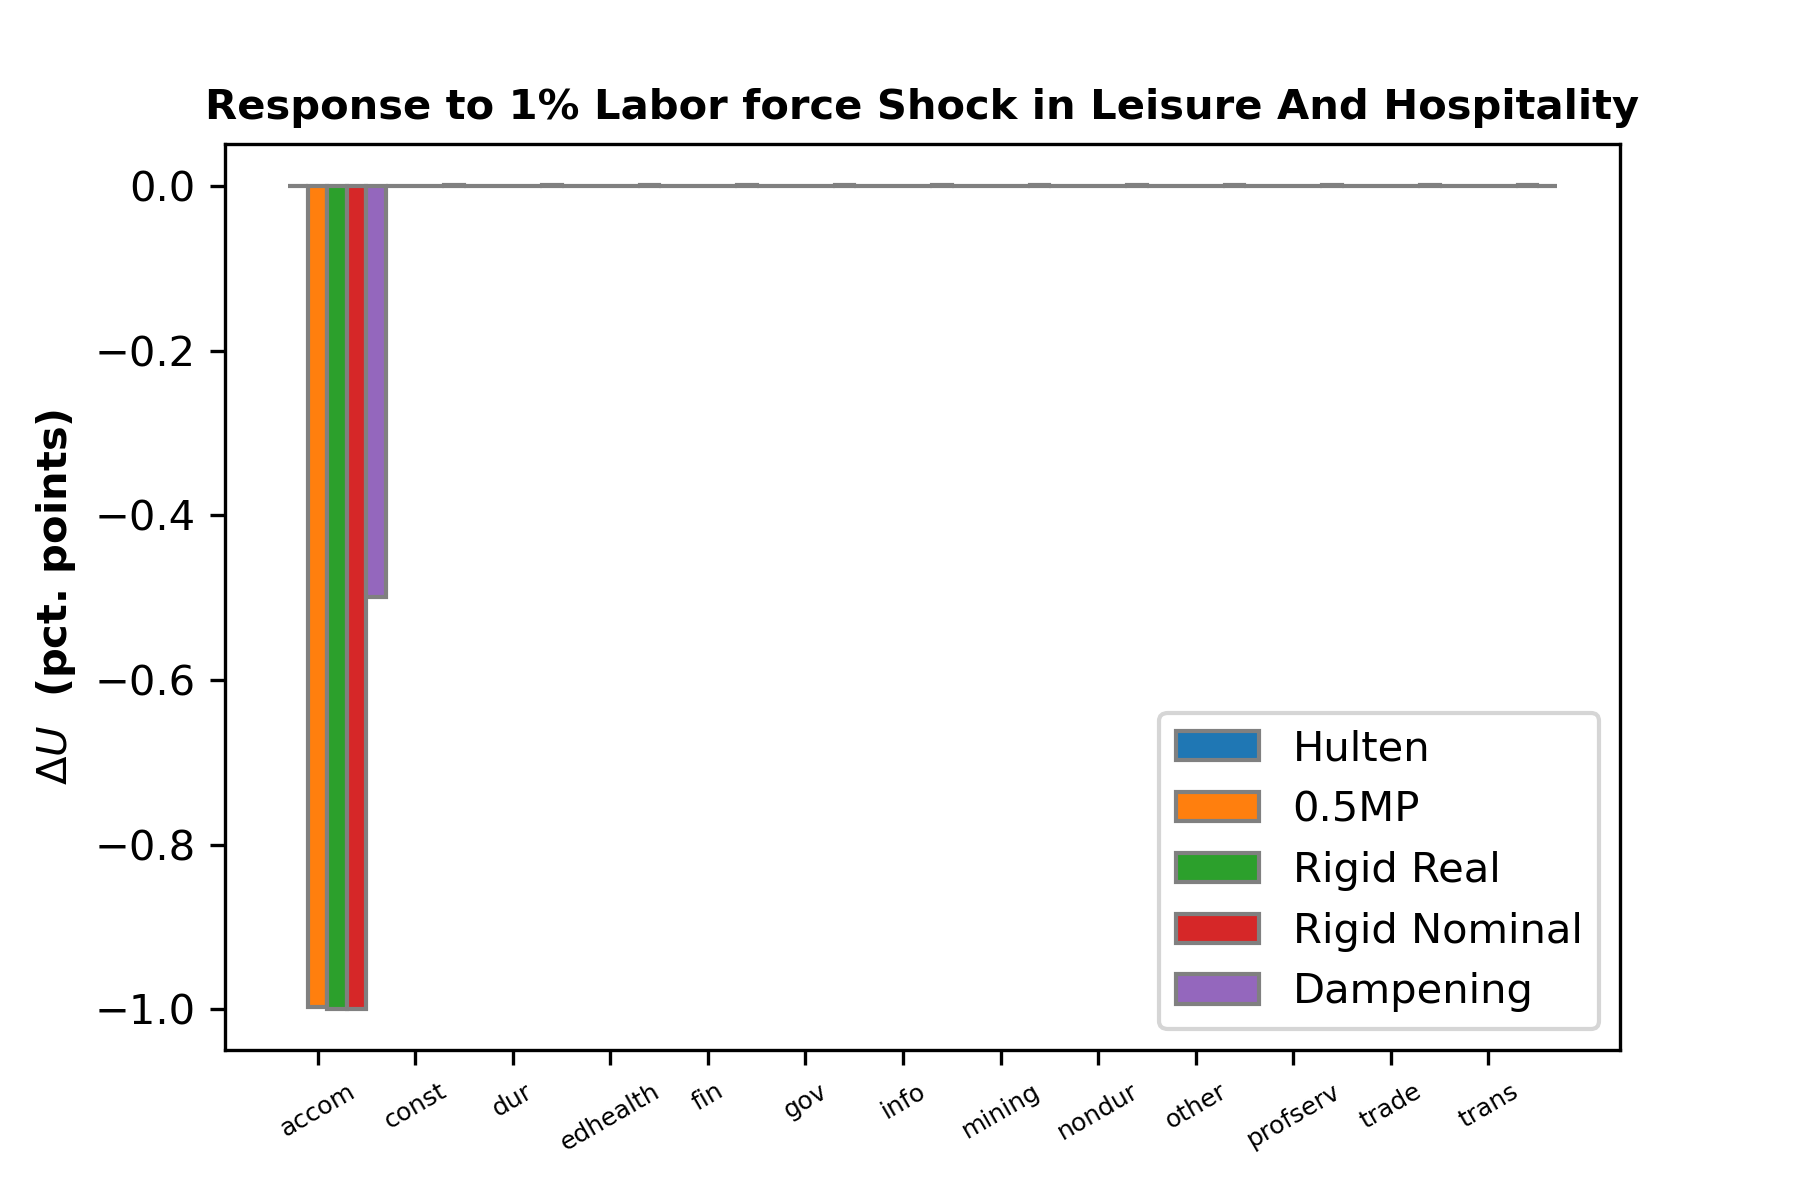 Response to 1% Labor force Shock in Leisure And Hospitality
ΔU (pct. points)
0.0
−0.2
−0.4
−0.6
−0.8
−1.0
Hulten
0.5MP
Rigid Real
Rigid Nominal
Dampening
accom const dur edhealth fin gov info mining nondur other profserv trade trans